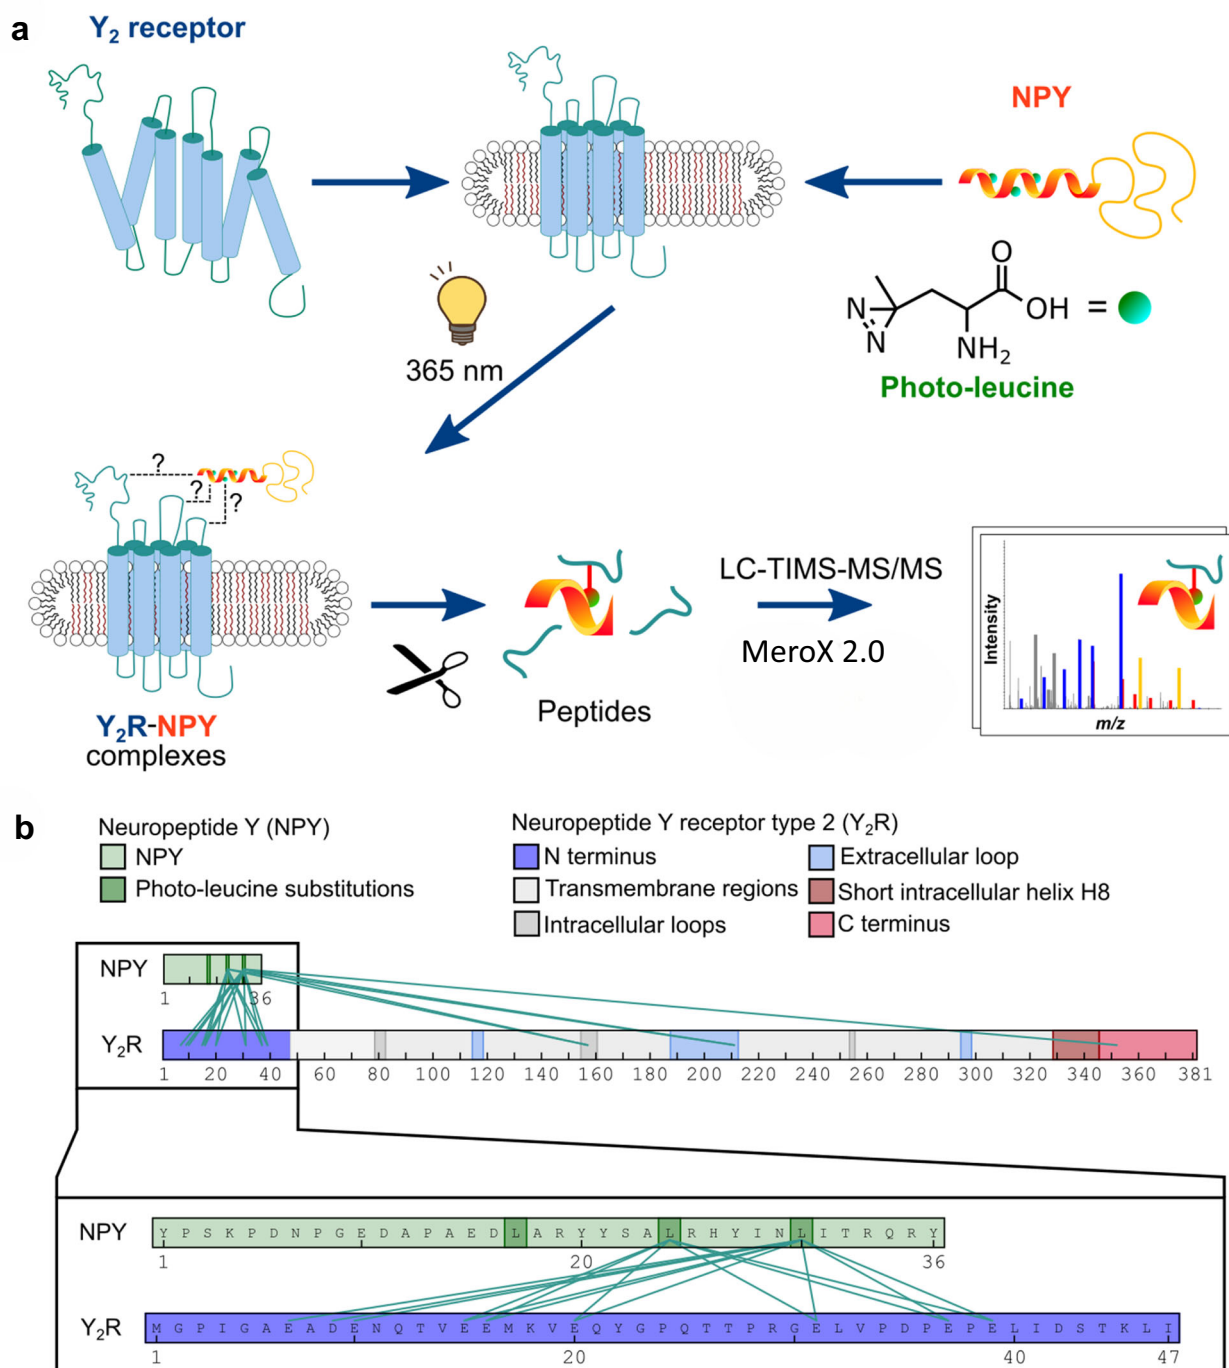 a
Y2 receptor
NPY
N
N
O
OH
NH2
=
Photo-leucine
365 nm
?
?
?
Y2R-NPY
complexes
Peptides
LC-TIMS-MS/MS
MeroX 2.0
Intensity
m/z
b
Neuropeptide Y (NPY)
NPY
Photo-leucine substitutions
Neuropeptide Y receptor type 2 (Y2R)
N terminus
Transmembrane regions
Intracellular loops
Extracellular loop
Short intracellular helix H8
C terminus
NPY
1 36
Y2R
1 20 40 60 80 100 120 140 160 180 200 220 240 260 280 300 320 340 360 381
NPY
Y P S K P D N P G E D A P A E D L A R Y Y S A L R H Y I N L I T R Q R Y
1 20 36
Y2R
M G P I G A E A D E N Q T V E E M K V E Q Y G P Q T T P R G E L V P D P E P E L I D S T K L I
1 20 40 47